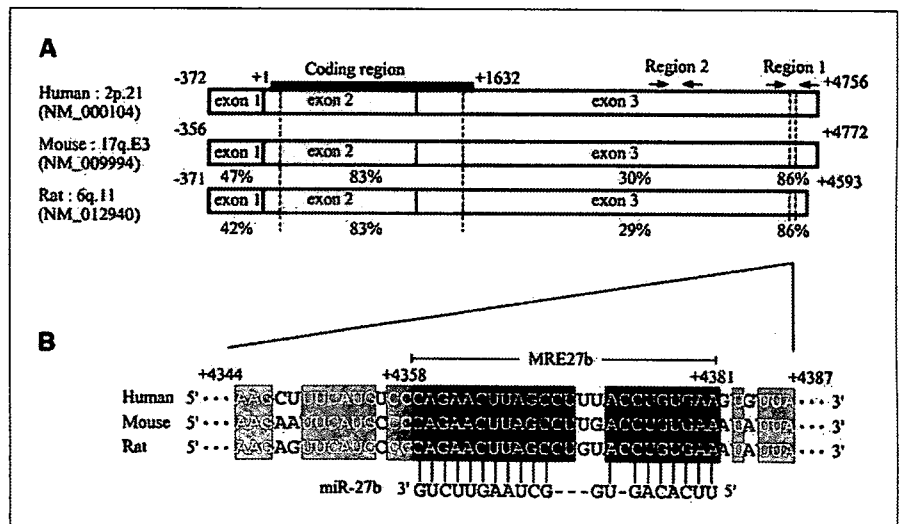 A
-372 +1 Coding region +1632 Region 2 Region 1 +4756
Human : 2p.21
(NM_000104)
exon 1 exon 2 exon 3
-356 +4772
Mouse : 17q.E3
(NM_009994)
exon 1 exon 2 exon 3
47% 83% 30% 86%
-371 +4593
Rat : 6q.11
(NM_012940)
exon 1 exon 2 exon 3
42% 83% 29% 86%
B
MRE27b
+4344 +4358 +4381 +4387
Human 5' ··· AAGCUUUCAUGUCCCAGAACUUAGCCUUUACCUGUGAAGUGUUA ··· 3'
Mouse 5' ··· 3'
Rat 5' ··· 3'
miR-27b 3' GUCUUGAAUCG---GU-GACACUU 5'